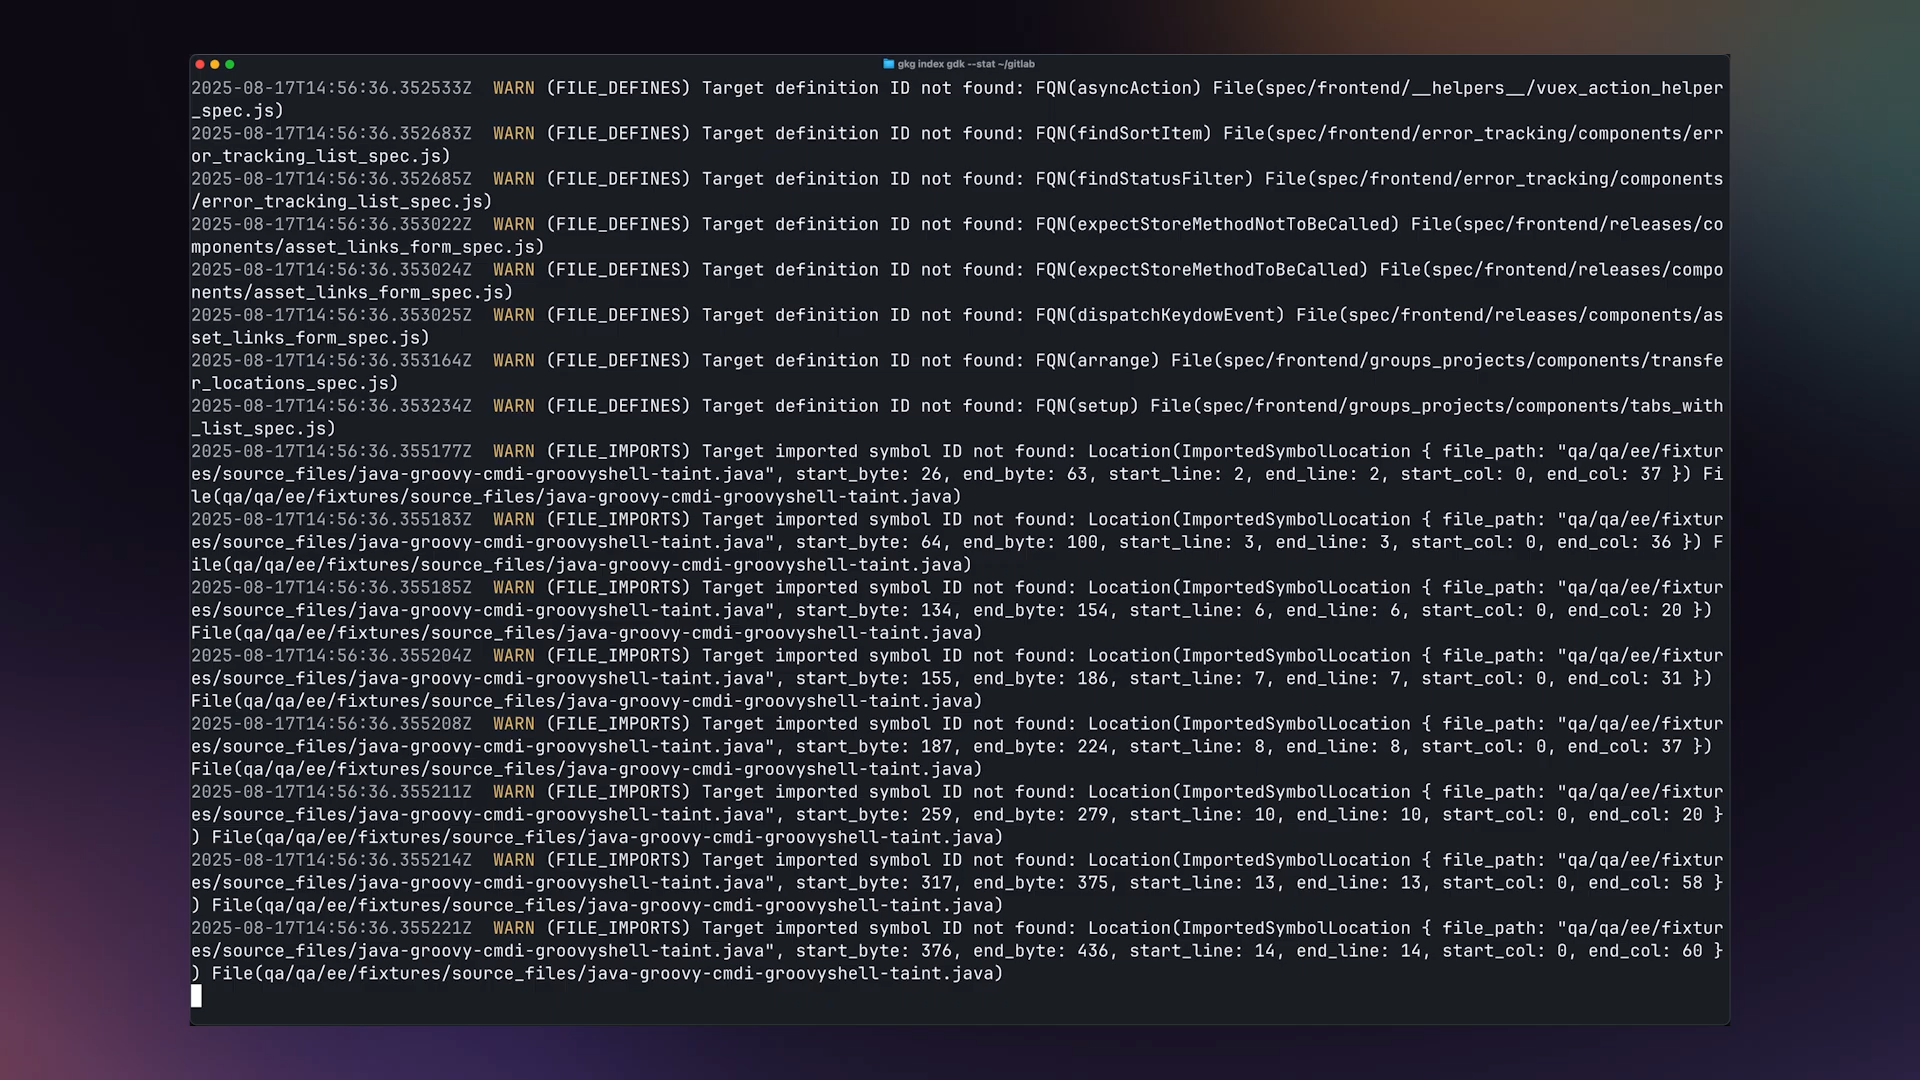 gkg index gdk --stat ~/gitlab
2025-08-17T14:56:36.352533Z  WARN (FILE_DEFINES) Target definition ID not found: FQN(asyncAction) File(spec/frontend/__helpers__/vuex_action_helper
_spec.js)
2025-08-17T14:56:36.352683Z  WARN (FILE_DEFINES) Target definition ID not found: FQN(findSortItem) File(spec/frontend/error_tracking/components/err
or_tracking_list_spec.js)
2025-08-17T14:56:36.352685Z  WARN (FILE_DEFINES) Target definition ID not found: FQN(findStatusFilter) File(spec/frontend/error_tracking/components
/error_tracking_list_spec.js)
2025-08-17T14:56:36.353022Z  WARN (FILE_DEFINES) Target definition ID not found: FQN(expectStoreMethodNotToBeCalled) File(spec/frontend/releases/co
mponents/asset_links_form_spec.js)
2025-08-17T14:56:36.353024Z  WARN (FILE_DEFINES) Target definition ID not found: FQN(expectStoreMethodToBeCalled) File(spec/frontend/releases/compo
nents/asset_links_form_spec.js)
2025-08-17T14:56:36.353025Z  WARN (FILE_DEFINES) Target definition ID not found: FQN(dispatchKeydowEvent) File(spec/frontend/releases/components/as
set_links_form_spec.js)
2025-08-17T14:56:36.353164Z  WARN (FILE_DEFINES) Target definition ID not found: FQN(arrange) File(spec/frontend/groups_projects/components/transfe
r_locations_spec.js)
2025-08-17T14:56:36.353234Z  WARN (FILE_DEFINES) Target definition ID not found: FQN(setup) File(spec/frontend/groups_projects/components/tabs_with
_list_spec.js)
2025-08-17T14:56:36.355177Z  WARN (FILE_IMPORTS) Target imported symbol ID not found: Location(ImportedSymbolLocation { file_path: "qa/qa/ee/fixtur
es/source_files/java-groovy-cmdi-groovyshell-taint.java", start_byte: 26, end_byte: 63, start_line: 2, end_line: 2, start_col: 0, end_col: 37 }) Fi
le(qa/qa/ee/fixtures/source_files/java-groovy-cmdi-groovyshell-taint.java)
2025-08-17T14:56:36.355183Z  WARN (FILE_IMPORTS) Target imported symbol ID not found: Location(ImportedSymbolLocation { file_path: "qa/qa/ee/fixtur
es/source_files/java-groovy-cmdi-groovyshell-taint.java", start_byte: 64, end_byte: 100, start_line: 3, end_line: 3, start_col: 0, end_col: 36 }) F
ile(qa/qa/ee/fixtures/source_files/java-groovy-cmdi-groovyshell-taint.java)
2025-08-17T14:56:36.355185Z  WARN (FILE_IMPORTS) Target imported symbol ID not found: Location(ImportedSymbolLocation { file_path: "qa/qa/ee/fixtur
es/source_files/java-groovy-cmdi-groovyshell-taint.java", start_byte: 134, end_byte: 154, start_line: 6, end_line: 6, start_col: 0, end_col: 20 })
File(qa/qa/ee/fixtures/source_files/java-groovy-cmdi-groovyshell-taint.java)
2025-08-17T14:56:36.355204Z  WARN (FILE_IMPORTS) Target imported symbol ID not found: Location(ImportedSymbolLocation { file_path: "qa/qa/ee/fixtur
es/source_files/java-groovy-cmdi-groovyshell-taint.java", start_byte: 155, end_byte: 186, start_line: 7, end_line: 7, start_col: 0, end_col: 31 })
File(qa/qa/ee/fixtures/source_files/java-groovy-cmdi-groovyshell-taint.java)
2025-08-17T14:56:36.355208Z  WARN (FILE_IMPORTS) Target imported symbol ID not found: Location(ImportedSymbolLocation { file_path: "qa/qa/ee/fixtur
es/source_files/java-groovy-cmdi-groovyshell-taint.java", start_byte: 187, end_byte: 224, start_line: 8, end_line: 8, start_col: 0, end_col: 37 })
File(qa/qa/ee/fixtures/source_files/java-groovy-cmdi-groovyshell-taint.java)
2025-08-17T14:56:36.355211Z  WARN (FILE_IMPORTS) Target imported symbol ID not found: Location(ImportedSymbolLocation { file_path: "qa/qa/ee/fixtur
es/source_files/java-groovy-cmdi-groovyshell-taint.java", start_byte: 259, end_byte: 279, start_line: 10, end_line: 10, start_col: 0, end_col: 20 }
) File(qa/qa/ee/fixtures/source_files/java-groovy-cmdi-groovyshell-taint.java)
2025-08-17T14:56:36.355214Z  WARN (FILE_IMPORTS) Target imported symbol ID not found: Location(ImportedSymbolLocation { file_path: "qa/qa/ee/fixtur
es/source_files/java-groovy-cmdi-groovyshell-taint.java", start_byte: 317, end_byte: 375, start_line: 13, end_line: 13, start_col: 0, end_col: 58 }
) File(qa/qa/ee/fixtures/source_files/java-groovy-cmdi-groovyshell-taint.java)
2025-08-17T14:56:36.355221Z  WARN (FILE_IMPORTS) Target imported symbol ID not found: Location(ImportedSymbolLocation { file_path: "qa/qa/ee/fixtur
es/source_files/java-groovy-cmdi-groovyshell-taint.java", start_byte: 376, end_byte: 436, start_line: 14, end_line: 14, start_col: 0, end_col: 60 }
) File(qa/qa/ee/fixtures/source_files/java-groovy-cmdi-groovyshell-taint.java)